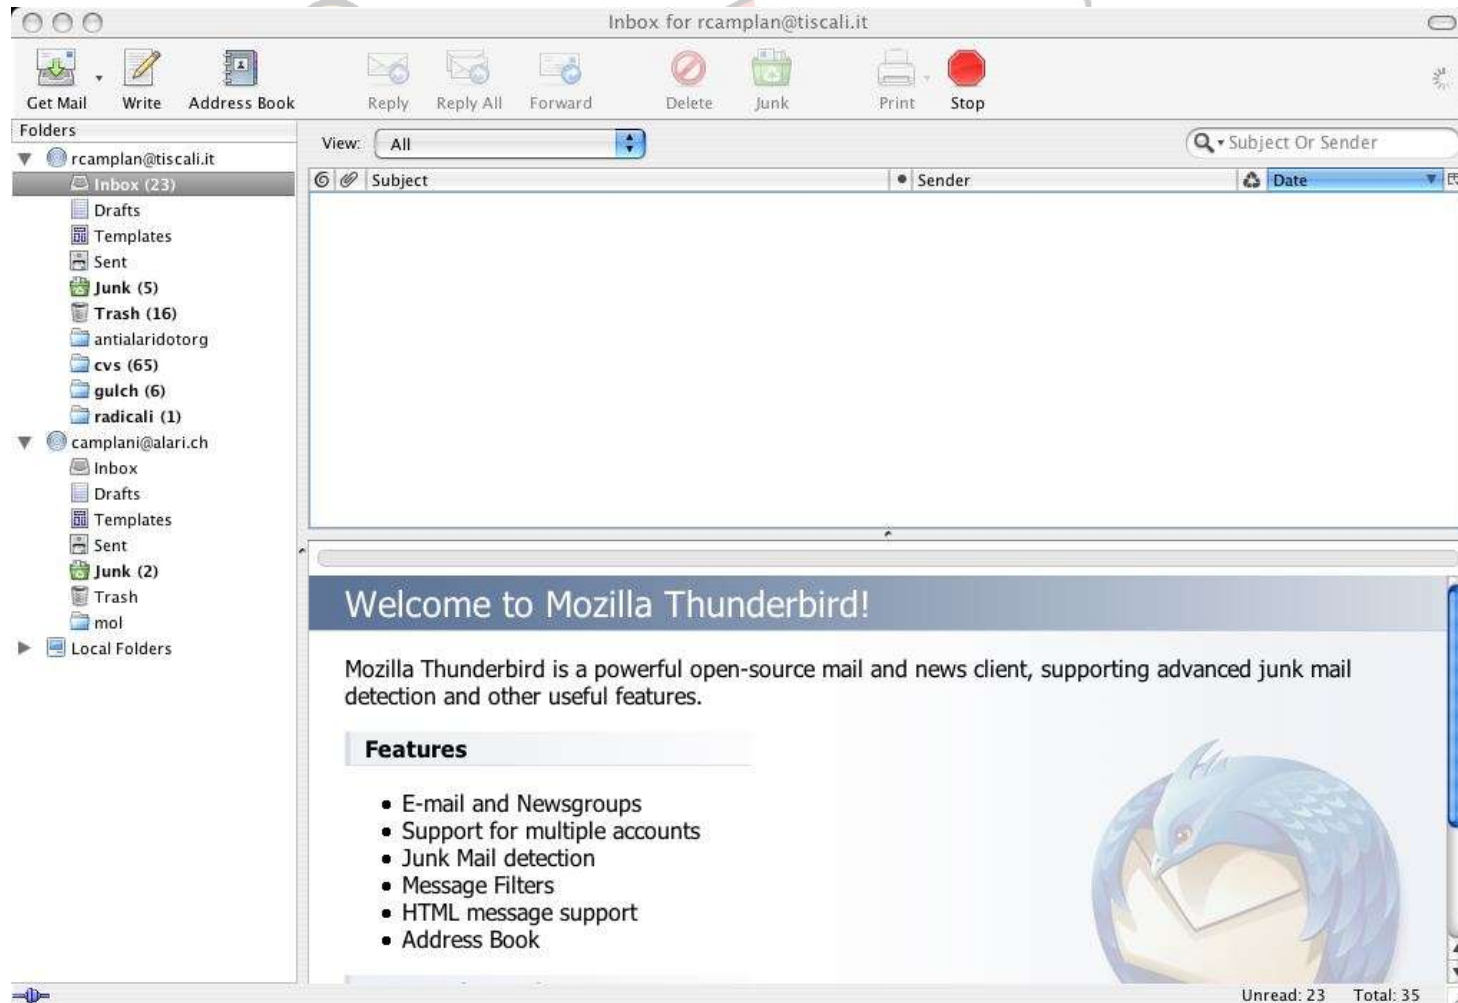 Inbox for rcamplan@tiscali.it
Get Mail Write Address Book Reply Reply All Forward Delete Junk Print Stop
Folders
rcamplan@tiscali.it
Inbox (23)
Drafts
Templates
Sent
Junk (5)
Trash (16)
antialaridotorg
cvs (65)
gulch (6)
radicali (1)
camplani@alari.ch
Inbox
Drafts
Templates
Sent
Junk (2)
Trash
mol
Local Folders
View: All
Subject Or Sender
Subject Sender Date
Welcome to Mozilla Thunderbird!
Mozilla Thunderbird is a powerful open-source mail and news client, supporting advanced junk mail
detection and other useful features.
Features
• E-mail and Newsgroups
• Support for multiple accounts
• Junk Mail detection
• Message Filters
• HTML message support
• Address Book
Unread: 23 Total: 35